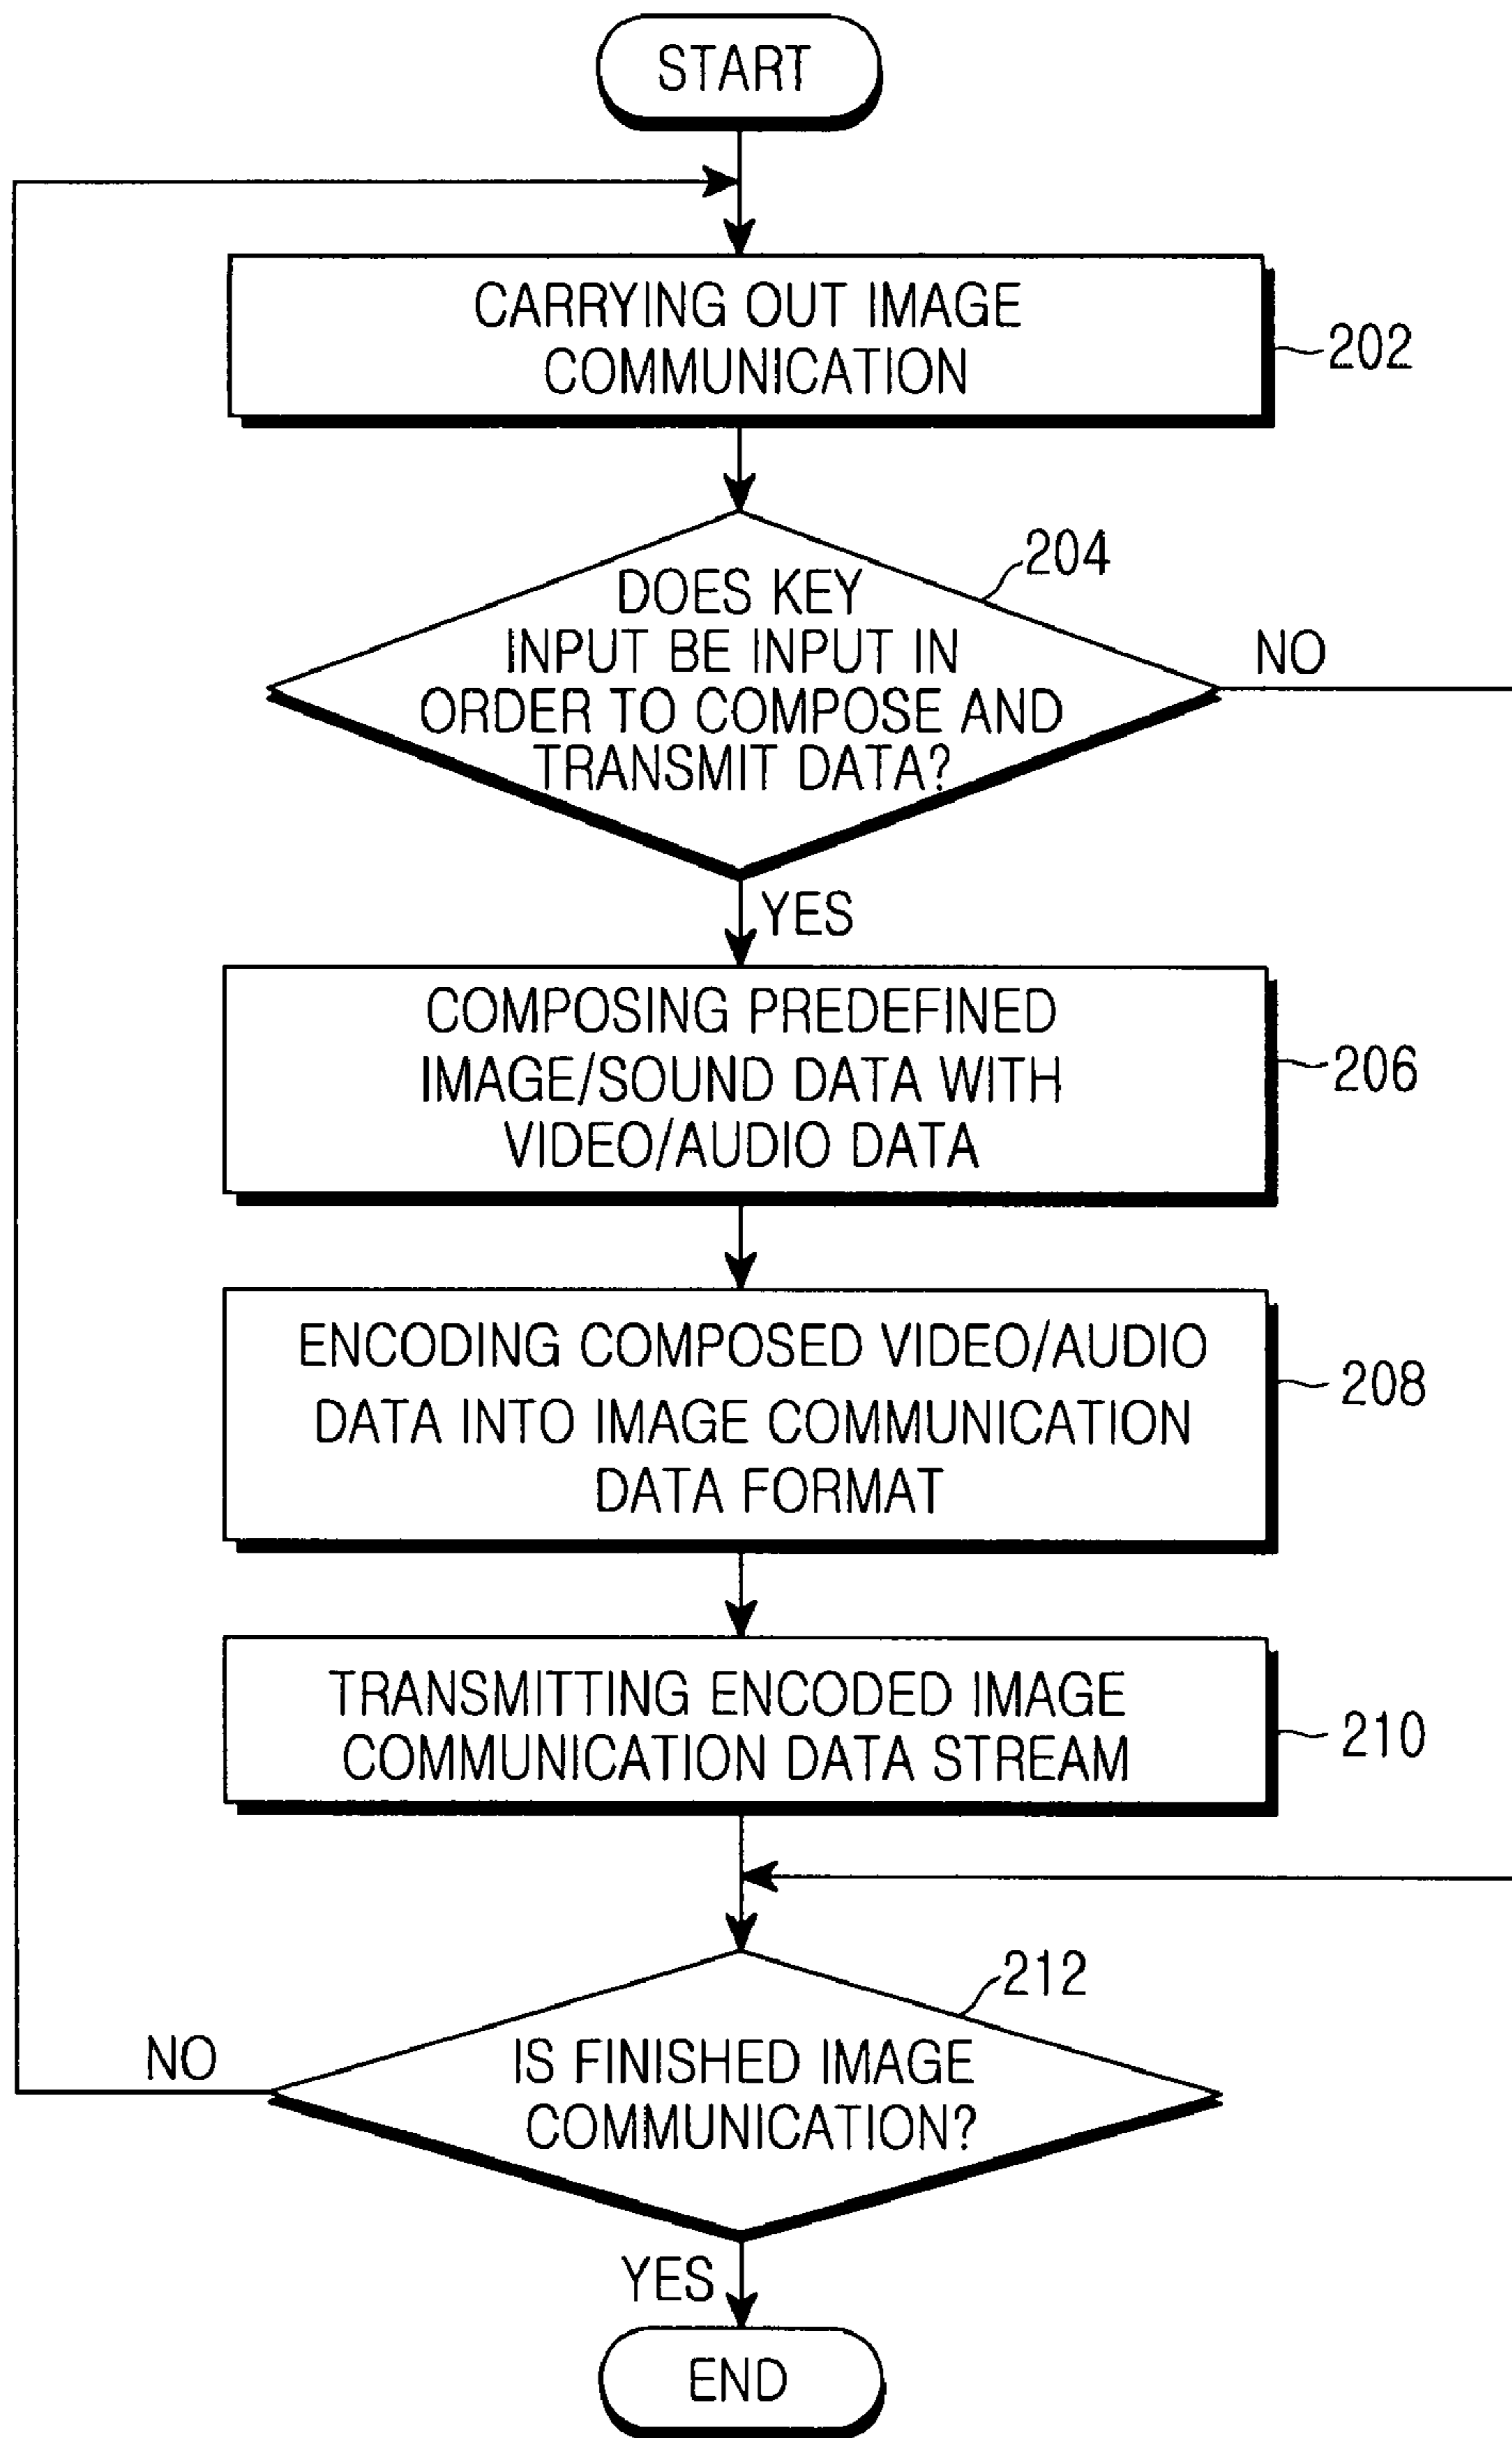 START
CARRYING OUT IMAGE
COMMUNICATION
202
204
DOES KEY
INPUT BE INPUT IN
ORDER TO COMPOSE AND
TRANSMIT DATA?
NO
YES
COMPOSING PREDEFINED
IMAGE/SOUND DATA WITH
VIDEO/AUDIO DATA
206
ENCODING COMPOSED VIDEO/AUDIO
DATA INTO IMAGE COMMUNICATION
DATA FORMAT
208
TRANSMITTING ENCODED IMAGE
COMMUNICATION DATA STREAM
210
212
IS FINISHED IMAGE
COMMUNICATION?
NO
YES
END